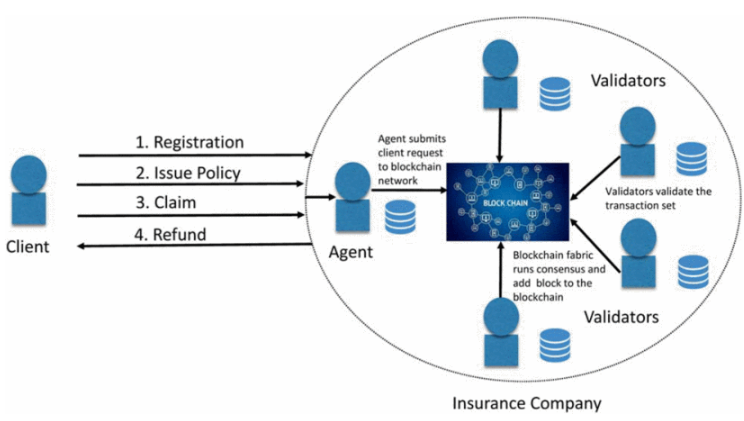 1. Registration
2. Issue Policy
3. Claim
4. Refund
Client
Agent submits
client request
to blockchain
network
Agent
Validators
BLOCK CHAIN
Validators validate the
transaction set
Blockchain fabric
runs consensus and
add block to the
blockchain
Validators
Insurance Company